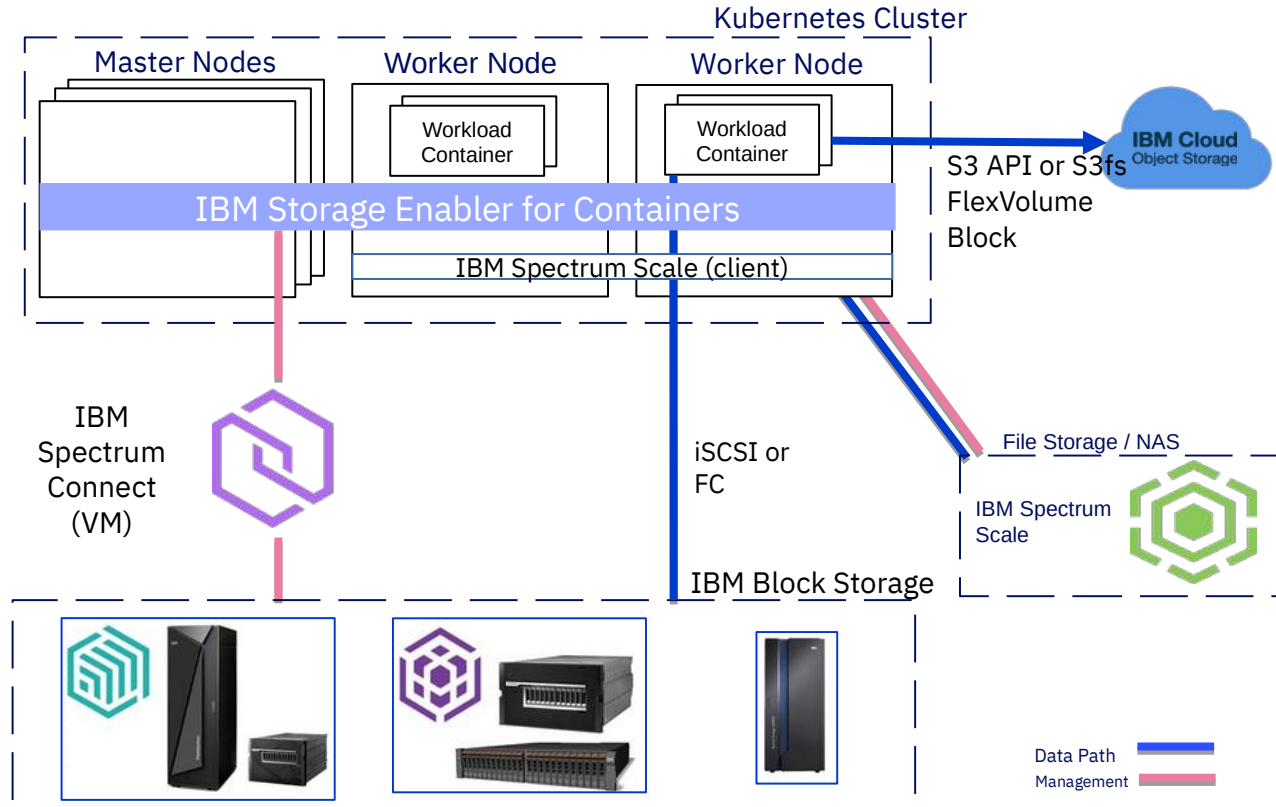 Kubernetes Cluster
Master Nodes
Worker Node
Worker Node
Workload
Container
Workload
Container
IBM Cloud
Object Storage
S3 API or S3fs
FlexVolume
Block
IBM Storage Enabler for Containers
IBM Spectrum Scale (client)
IBM
Spectrum
Connect
(VM)
iSCSI or
FC
File Storage / NAS
IBM Spectrum
Scale
IBM Block Storage
Data Path
Management